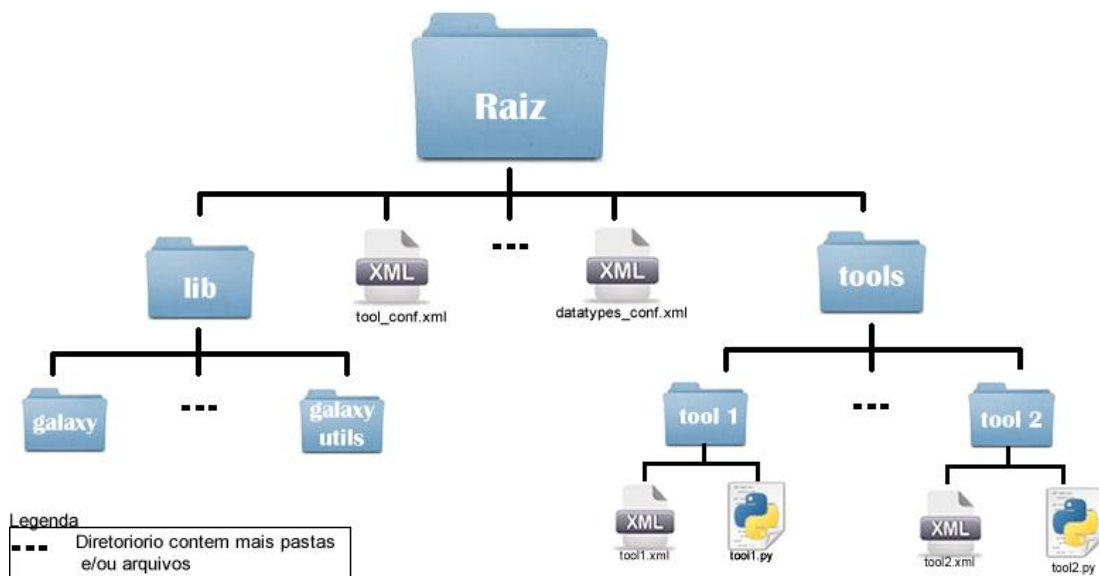 Raiz
lib
XML
tool_conf.xml
XML
datatypes_conf.xml
tools
galaxy
galaxy
utils
tool 1
tool 2
XML
tool1.xml
tool1.py
XML
tool2.xml
tool2.py
Legenda
Diretoriorio contem mais pastas
e/ou arquivos